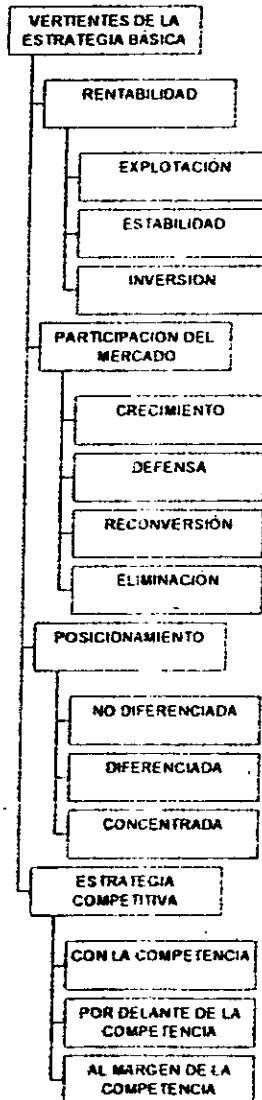 VERTIENTES DE LA
ESTRATEGIA BÁSICA
RENTABILIDAD
EXPLOTACIÓN
ESTABILIDAD
INVERSION
PARTICIPACION DEL
MERCADO
CRECIMIENTO
DEFENSA
RECONVERSIÓN
ELIMINACIÓN
POSICIONAMIENTO
NO DIFERENCIADA
DIFERENCIADA
CONCENTRADA
ESTRATEGIA
COMPETITIVA
CON LA COMPETENCIA
POR DELANTE DE LA
COMPETENCIA
AL MARGEN DE LA
COMPETENCIA